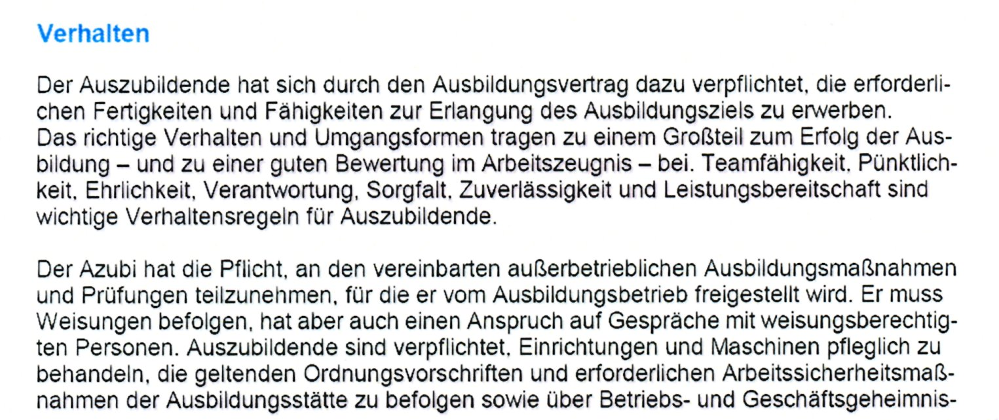 Verhalten
Der Auszubildende hat sich durch den Ausbildungsvertrag dazu verpflichtet, die erforderli-
chen Fertigkeiten und Fähigkeiten zur Erlangung des Ausbildungsziels zu erwerben.
Das richtige Verhalten und Umgangsformen tragen zu einem Großteil zum Erfolg der Aus-
bildung – und zu einer guten Bewertung im Arbeitszeugnis – bei. Teamfähigkeit, Pünktlich-
keit, Ehrlichkeit, Verantwortung, Sorgfalt, Zuverlässigkeit und Leistungsbereitschaft sind
wichtige Verhaltensregeln für Auszubildende.
Der Azubi hat die Pflicht, an den vereinbarten außerbetrieblichen Ausbildungsmaßnahmen
und Prüfungen teilzunehmen, für die er vom Ausbildungsbetrieb freigestellt wird. Er muss
Weisungen befolgen, hat aber auch einen Anspruch auf Gespräche mit weisungsberechtig-
ten Personen. Auszubildende sind verpflichtet, Einrichtungen und Maschinen pfleglich zu
behandeln, die geltenden Ordnungsvorschriften und erforderlichen Arbeitssicherheitsmaß-
nahmen der Ausbildungsstätte zu befolgen sowie über Betriebs- und Geschäftsgeheimnis-